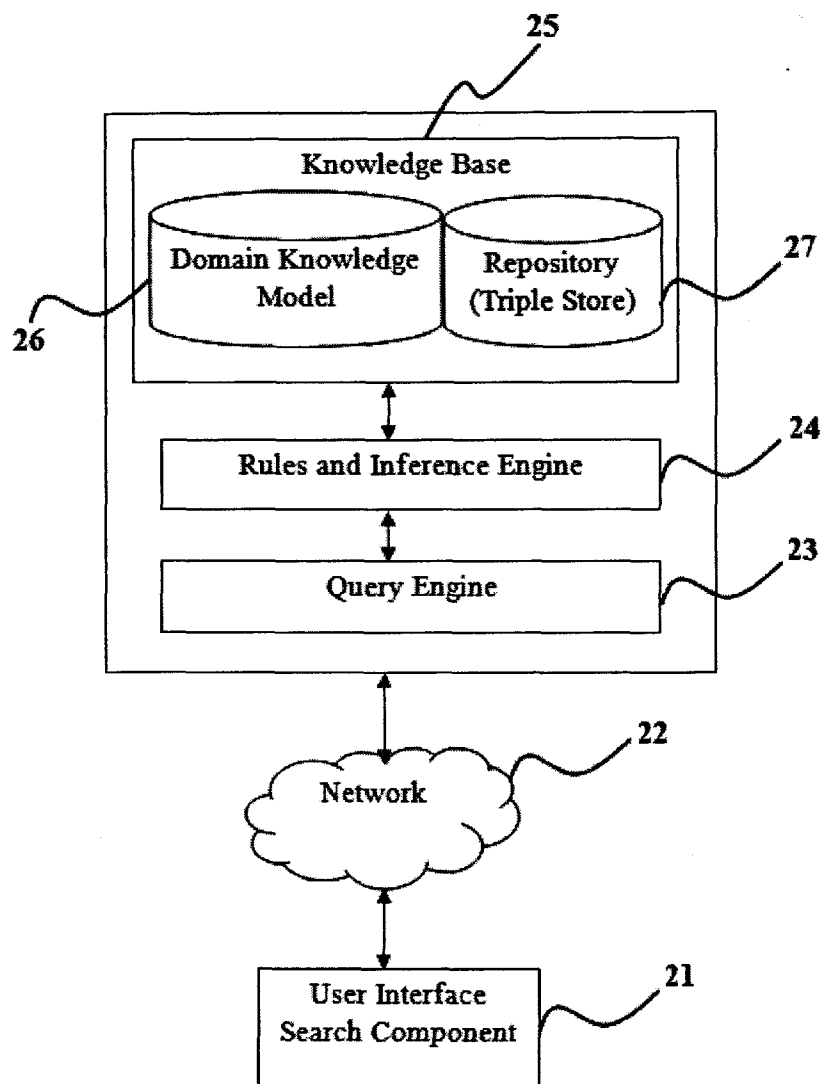 25
Knowledge Base
Domain Knowledge
Model
Repository
(Triple Store)
27
26
24
Rules and Inference Engine
23
Query Engine
22
Network
21
User Interface
Search Component